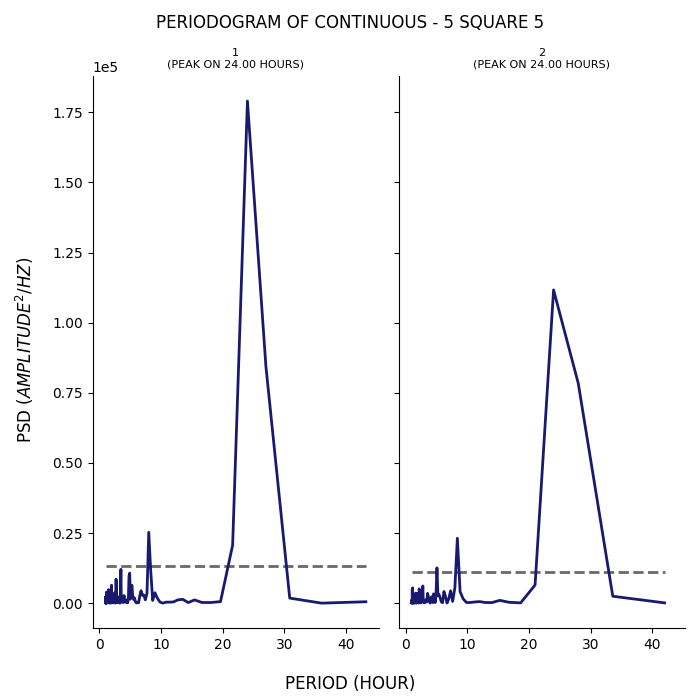 PERIODOGRAM OF CONTINUOUS - 5 SQUARE 5
1
(PEAK ON 24.00 HOURS)
2
(PEAK ON 24.00 HOURS)
1e5
1.75
1.50
1.25
1.00
0.75
0.50
0.25
0.00
PSD (AMPLITUDE²/HZ)
0 10 20 30 40
0 10 20 30 40
PERIOD (HOUR)